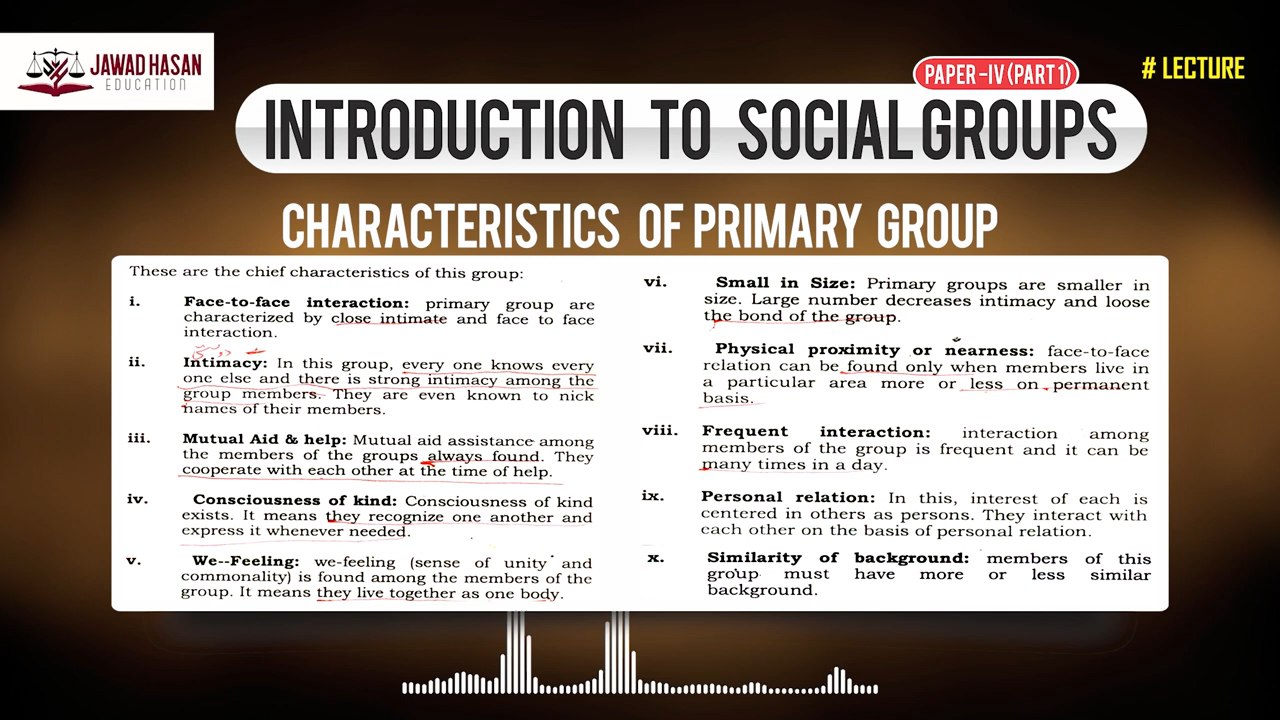 JAWAD HASAN
EDUCATION
PAPER -IV (PART 1)
# LECTURE
INTRODUCTION TO SOCIAL GROUPS
CHARACTERISTICS OF PRIMARY GROUP
These are the chief characteristics of this group:
i. Face-to-face interaction: primary group are
characterized by close intimate and face to face
interaction.
ii. Intimacy: In this group, every one knows every
one else and there is strong intimacy among the
group members. They are even known to nick
names of their members.
iii. Mutual Aid & help: Mutual aid assistance among
the members of the groups always found. They
cooperate with each other at the time of help.
iv. Consciousness of kind: Consciousness of kind
exists. It means they recognize one another and
express it whenever needed.
v. We--Feeling: we-feeling (sense of unity and
commonality) is found among the members of the
group. It means they live together as one body.
vi. Small in Size: Primary groups are smaller in
size. Large number decreases intimacy and loose
the bond of the group.
vii. Physical proximity or nearness: face-to-face
relation can be found only when members live in
a particular area more or less on permanent
basis.
viii. Frequent interaction: interaction among
members of the group is frequent and it can be
many times in a day.
ix. Personal relation: In this, interest of each is
centered in others as persons. They interact with
each other on the basis of personal relation.
x. Similarity of background: members of this
group must have more or less similar
background.